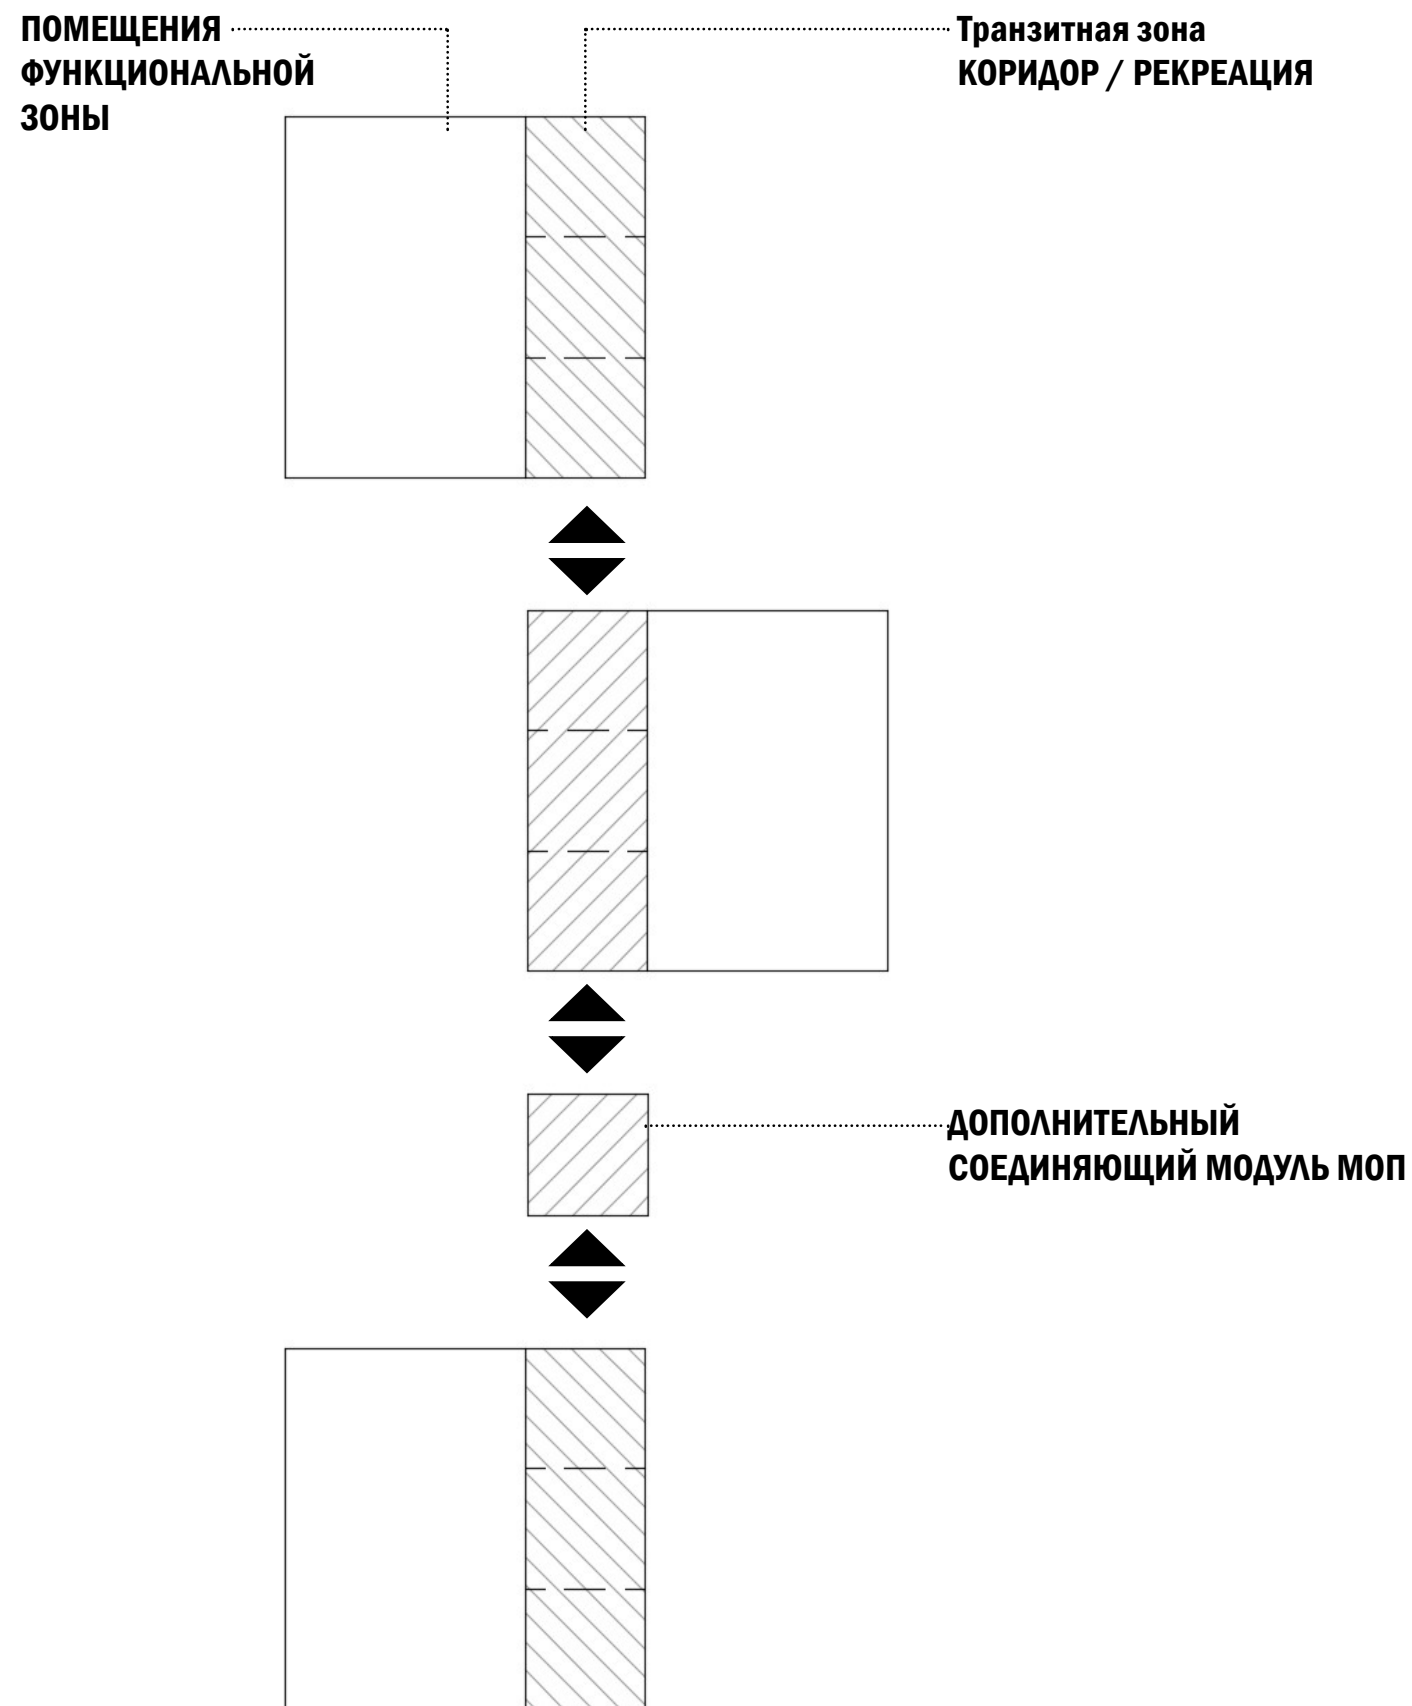 ПОМЕЩЕНИЯ
ФУНКЦИОНАЛЬНОЙ
ЗОНЫ
Транзитная зона
КОРИДОР / РЕКРЕАЦИЯ
ДОПОЛНИТЕЛЬНЫЙ
СОЕДИНЯЮЩИЙ МОДУЛЬ МОП